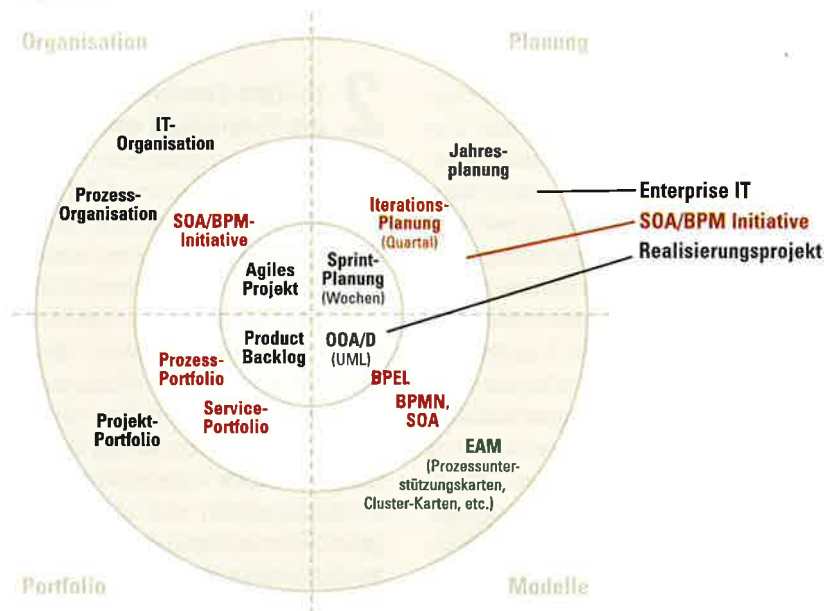 Organisation
Planung
IT-
Organisation
Prozess-
Organisation
SOA/BPM-
Initiative
Agiles
Projekt
Jahres-
planung
Iterations-
Planung
(Quartal)
Sprint-
Planung
(Wochen)
Enterprise IT
SOA/BPM Initiative
Realisierungsprojekt
Product
Backlog
Prozess-
Portfolio
Service-
Portfolio
Projekt-
Portfolio
OOA/D
(UML)
BPEL
BPMN,
SOA
EAM
(Prozessunter-
stützungskarten,
Cluster-Karten, etc.)
Portfolio
Modelle